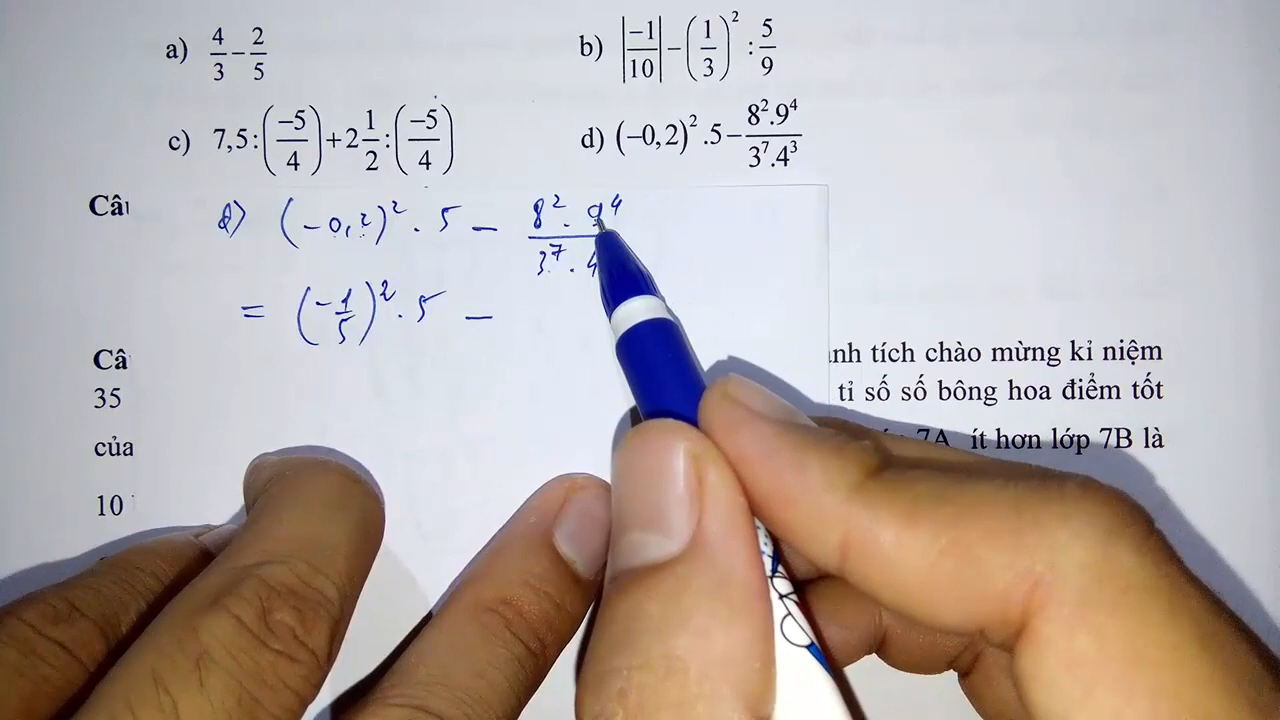 a) 4/3 − 2/5
b) |−1/10| − (1/3)² : 5/9
c) 7,5 : (−5/4) + 2 1/2 : (−5/4)
d) (−0,2)² . 5 − 8².9⁴/3⁷.4³
d) (−0,2)² . 5 − 8² . 9⁴/3⁷ . 4
= (−1/5)² . 5 −
tích chào mừng kỉ niệm
35
tỉ số số bông hoa điểm tốt
của
7A ít hơn lớp 7B là
10